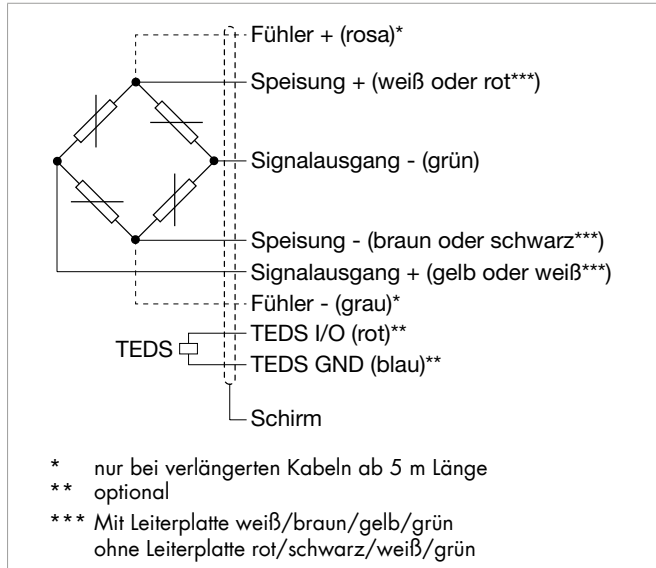 Fühler + (rosa)*
Speisung + (weiß oder rot***)
Signalausgang - (grün)
Speisung - (braun oder schwarz***)
Signalausgang + (gelb oder weiß***)
Fühler - (grau)*
TEDS I/O (rot)**
TEDS
TEDS GND (blau)**
Schirm
* nur bei verlängerten Kabeln ab 5 m Länge
** optional
*** Mit Leiterplatte weiß/braun/gelb/grün
ohne Leiterplatte rot/schwarz/weiß/grün